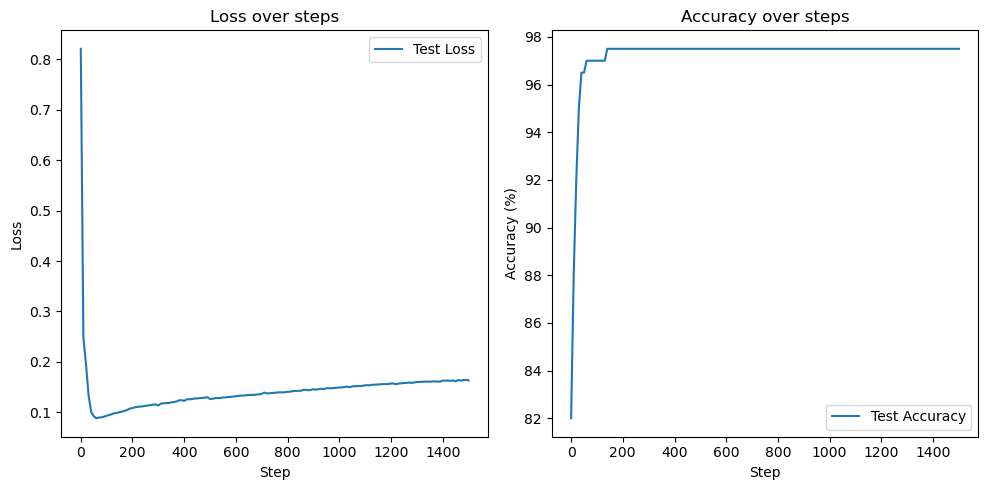 Loss over steps
Test Loss
0.8
0.7
0.6
0.5
0.4
0.3
0.2
0.1
Loss
0 200 400 600 800 1000 1200 1400
Step
Accuracy over steps
98
96
94
92
90
88
86
84
82
Accuracy (%)
Test Accuracy
0 200 400 600 800 1000 1200 1400
Step